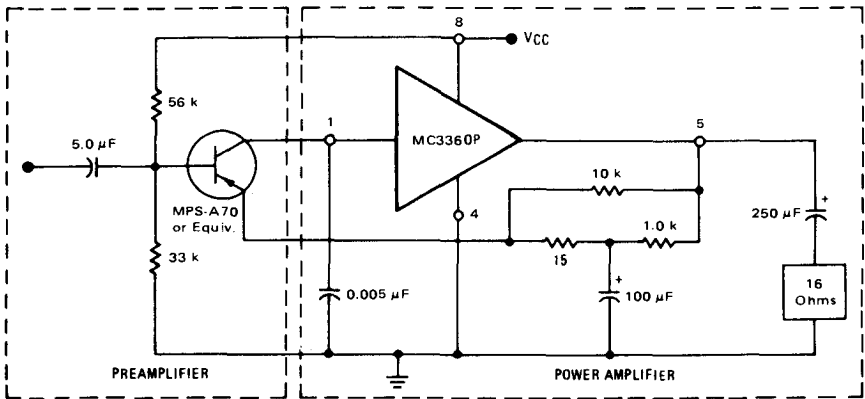 8
VCC
56 k
1
5
MC3360P
5.0 µF
10 k
+
250 µF
MPS-A70
or Equiv.
4
1.0 k
33 k
15
+
16
Ohms
0.005 µF
100 µF
PREAMPLIFIER
POWER AMPLIFIER